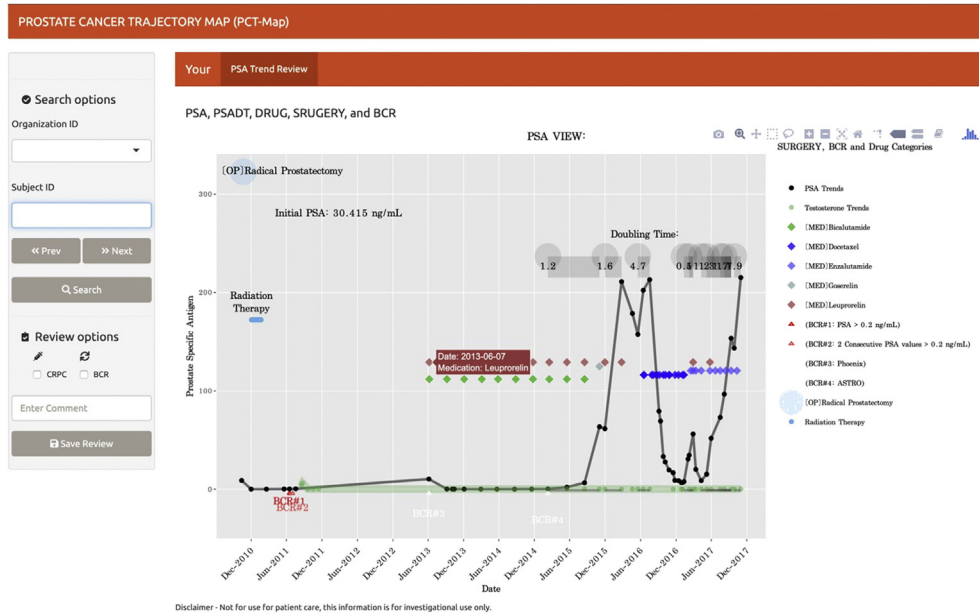 PROSTATE CANCER TRAJECTORY MAP (PCT-Map)
Search options
Organization ID
Subject ID
Prev
Next
Search
Review options
CRPC
BCR
Enter Comment
Save Review
Your
PSA Trend Review
PSA, PSADT, DRUG, SRUGERY, and BCR
PSA VIEW:
[OP]Radical Prostatectomy
Initial PSA: 30.415 ng/mL
Doubling Time:
1.2
1.6
4.7
Radiation
Therapy
Date: 2013-06-07
Medication: Leuprorelin
BCR#1
BCR#2
BCR#3
BCR#4
Prostate Specific Antigen
300-
200-
100-
0-
Dec-2010
Jun-2011
Dec-2011
Jun-2012
Dec-2012
Jun-2013
Dec-2013
Jun-2014
Dec-2014
Jun-2015
Dec-2015
Jun-2016
Dec-2016
Jun-2017
Dec-2017
Date
SURGERY, BCR and Drug Categories
PSA Trends
Testosterone Trends
[MED]Bicalutamide
[MED]Docetaxel
[MED]Enzalutamide
[MED]Goserelin
[MED]Leuprorelin
(BCR#1: PSA > 0.2 ng/mL)
(BCR#2: 2 Consecutive PSA values > 0.2 ng/mL)
(BCR#3: Phoenix)
(BCR#4: ASTRO)
[OP]Radical Prostatectomy
Radiation Therapy
Disclaimer - Not for use for patient care, this information is for investigational use only.